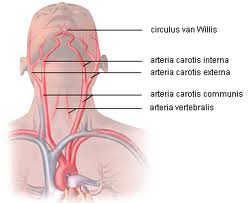 circulus van Willis
arteria carotis interna
arteria carotis externa
arteria carotis communis
arteria vertebralis